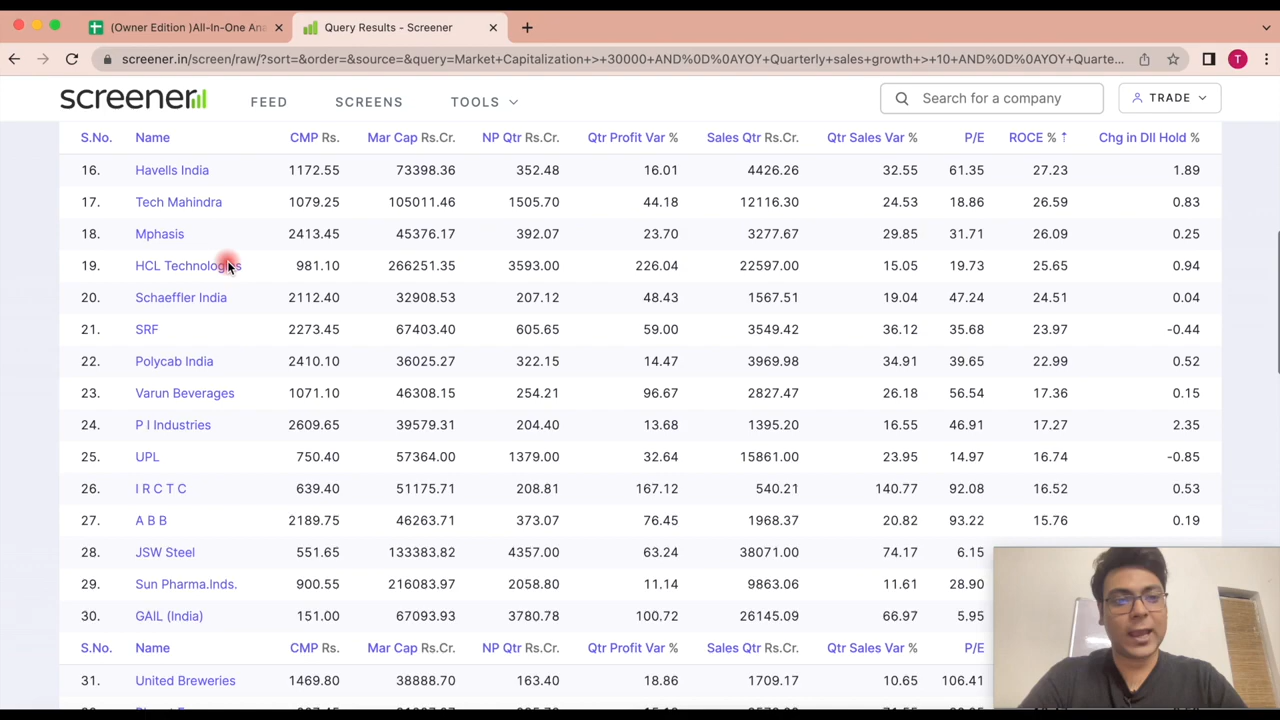 (Owner Edition )All-In-One Ana
Query Results - Screener
screener.in/screen/raw/?sort=&order=&source=&query=Market+Capitalization+>+30000+AND%0D%0AYOY+Quarterly+sales+growth+>+10+AND%0D%0AYOY+Quarte...
T
screener
FEED SCREENS TOOLS
Search for a company
TRADE
S.No. Name CMP Rs. Mar Cap Rs.Cr. NP Qtr Rs.Cr. Qtr Profit Var % Sales Qtr Rs.Cr. Qtr Sales Var % P/E ROCE % ↑ Chg in DII Hold %
16. Havells India 1172.55 73398.36 352.48 16.01 4426.26 32.55 61.35 27.23 1.89
17. Tech Mahindra 1079.25 105011.46 1505.70 44.18 12116.30 24.53 18.86 26.59 0.83
18. Mphasis 2413.45 45376.17 392.07 23.70 3277.67 29.85 31.71 26.09 0.25
19. HCL Technologies 981.10 266251.35 3593.00 226.04 22597.00 15.05 19.73 25.65 0.94
20. Schaeffler India 2112.40 32908.53 207.12 48.43 1567.51 19.04 47.24 24.51 0.04
21. SRF 2273.45 67403.40 605.65 59.00 3549.42 36.12 35.68 23.97 -0.44
22. Polycab India 2410.10 36025.27 322.15 14.47 3969.98 34.91 39.65 22.99 0.52
23. Varun Beverages 1071.10 46308.15 254.21 96.67 2827.47 26.18 56.54 17.36 0.15
24. P I Industries 2609.65 39579.31 204.40 13.68 1395.20 16.55 46.91 17.27 2.35
25. UPL 750.40 57364.00 1379.00 32.64 15861.00 23.95 14.97 16.74 -0.85
26. I R C T C 639.40 51175.71 208.81 167.12 540.21 140.77 92.08 16.52 0.53
27. A B B 2189.75 46263.71 373.07 76.45 1968.37 20.82 93.22 15.76 0.19
28. JSW Steel 551.65 133383.82 4357.00 63.24 38071.00 74.17 6.15
29. Sun Pharma.Inds. 900.55 216083.97 2058.80 11.14 9863.06 11.61 28.90
30. GAIL (India) 151.00 67093.93 3780.78 100.72 26145.09 66.97 5.95
S.No. Name CMP Rs. Mar Cap Rs.Cr. NP Qtr Rs.Cr. Qtr Profit Var % Sales Qtr Rs.Cr. Qtr Sales Var % P/E
31. United Breweries 1469.80 38888.70 163.40 18.86 1709.17 10.65 106.41